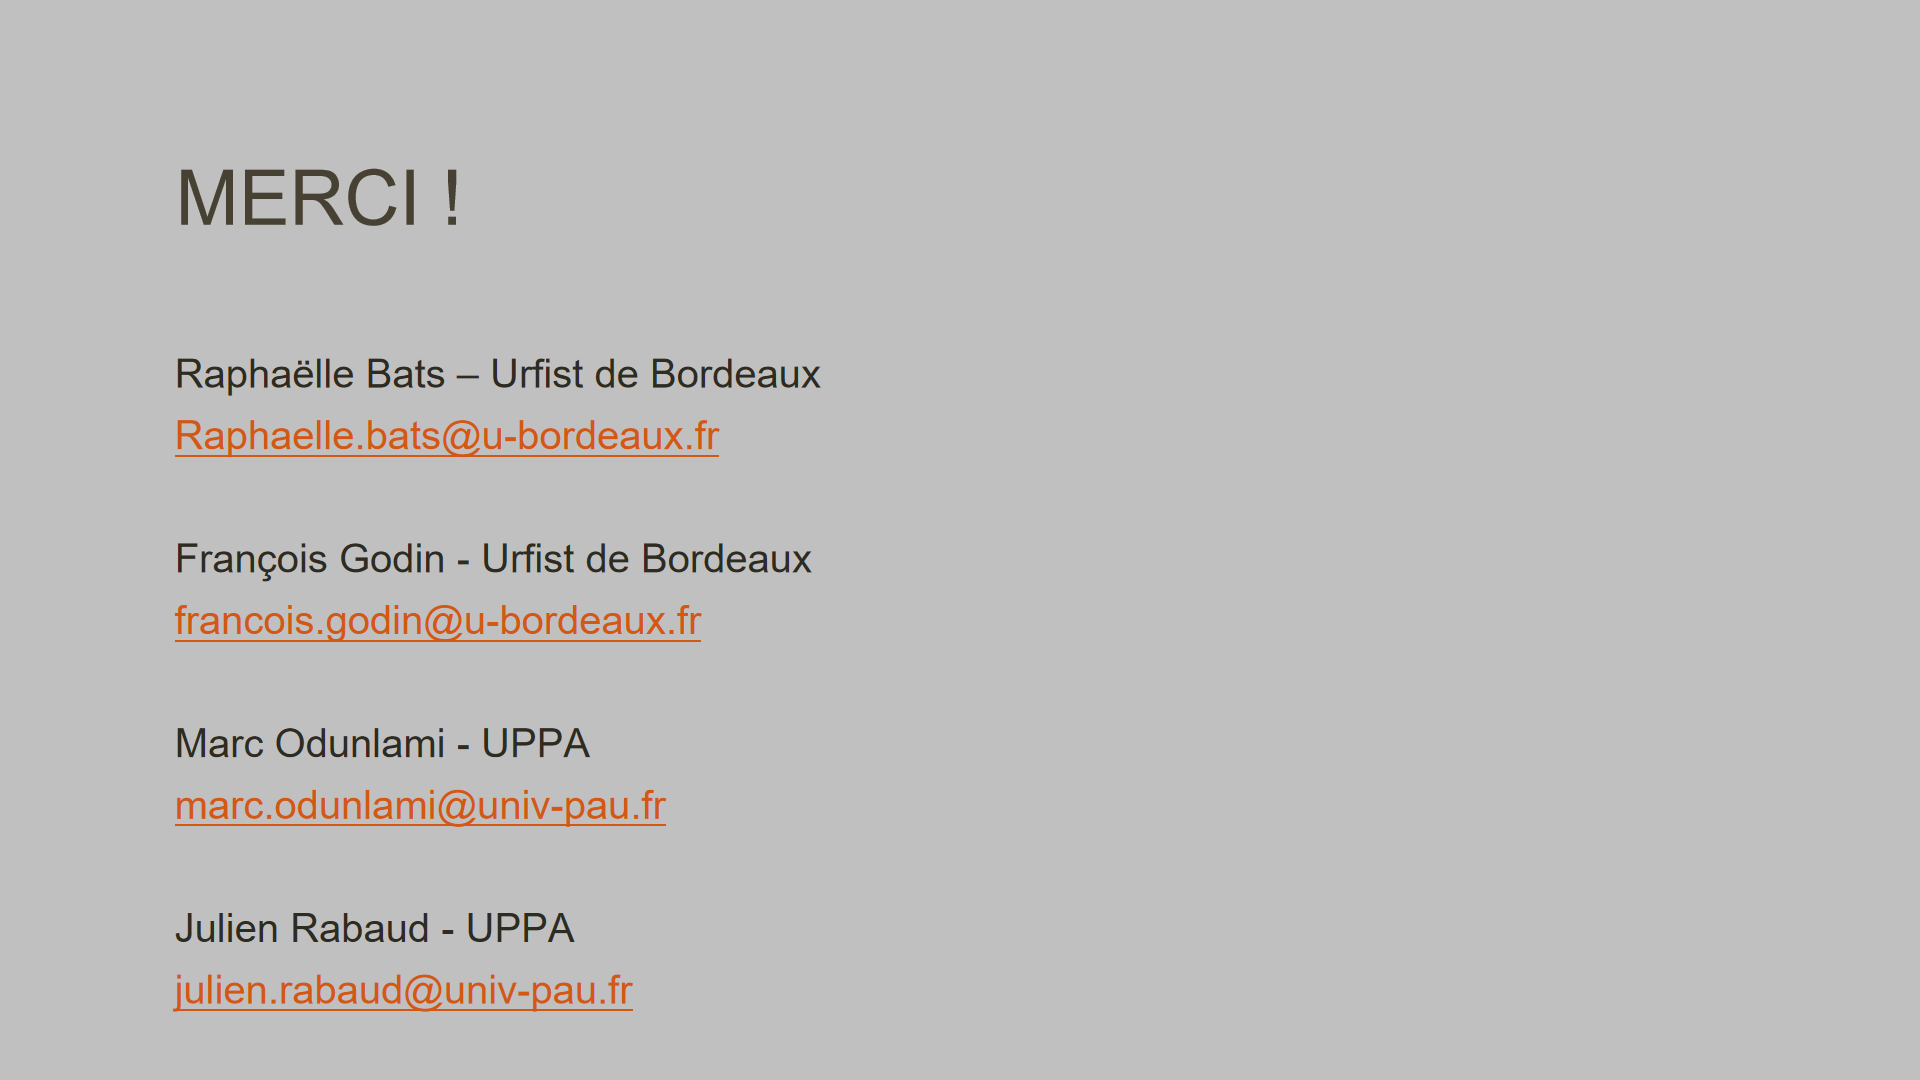 MERCI !
Raphaëlle Bats – Urfist de Bordeaux
Raphaelle.bats@u-bordeaux.fr
François Godin - Urfist de Bordeaux
francois.godin@u-bordeaux.fr
Marc Odunlami - UPPA
marc.odunlami@univ-pau.fr
Julien Rabaud - UPPA
julien.rabaud@univ-pau.fr